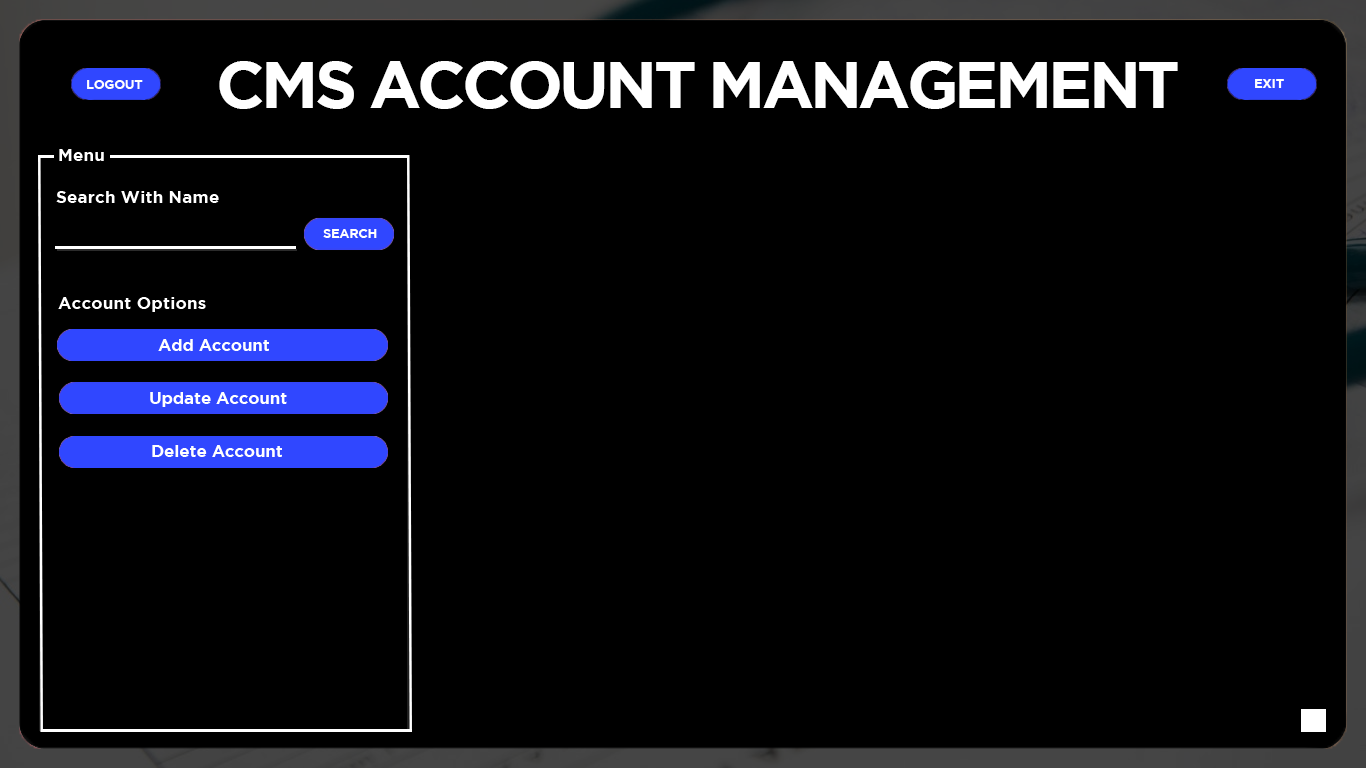 LOGOUT
CMS ACCOUNT MANAGEMENT
EXIT
Menu
Search With Name
SEARCH
Account Options
Add Account
Update Account
Delete Account